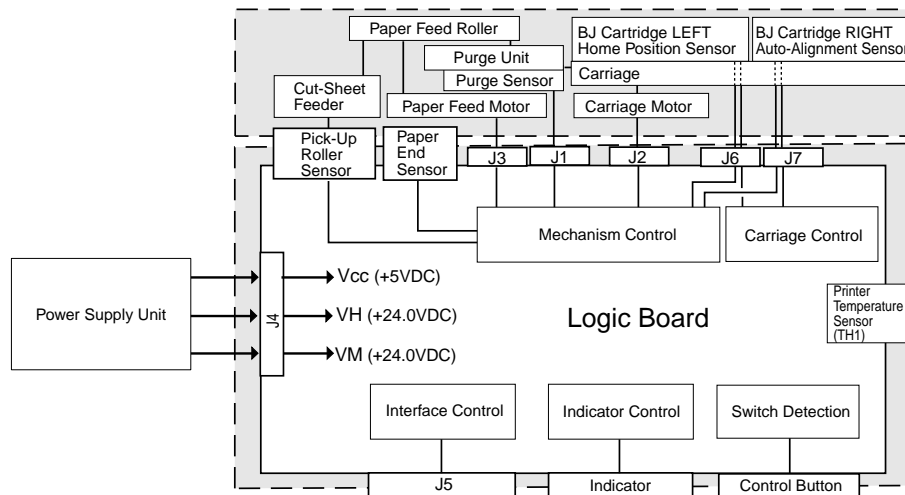 Paper Feed Roller
BJ Cartridge LEFT
Home Position Sensor
BJ Cartridge RIGHT
Auto-Alignment Sensor
Purge Unit
Purge Sensor
Carriage
Cut-Sheet
Feeder
Paper Feed Motor
Carriage Motor
Pick-Up
Roller
Sensor
Paper
End
Sensor
J3
J1
J2
J6
J7
Mechanism Control
Carriage Control
Power Supply Unit
J4
Vcc (+5VDC)
VH (+24.0VDC)
VM (+24.0VDC)
Logic Board
Printer
Temperature
Sensor
(TH1)
Interface Control
Indicator Control
Switch Detection
J5
Indicator
Control Button